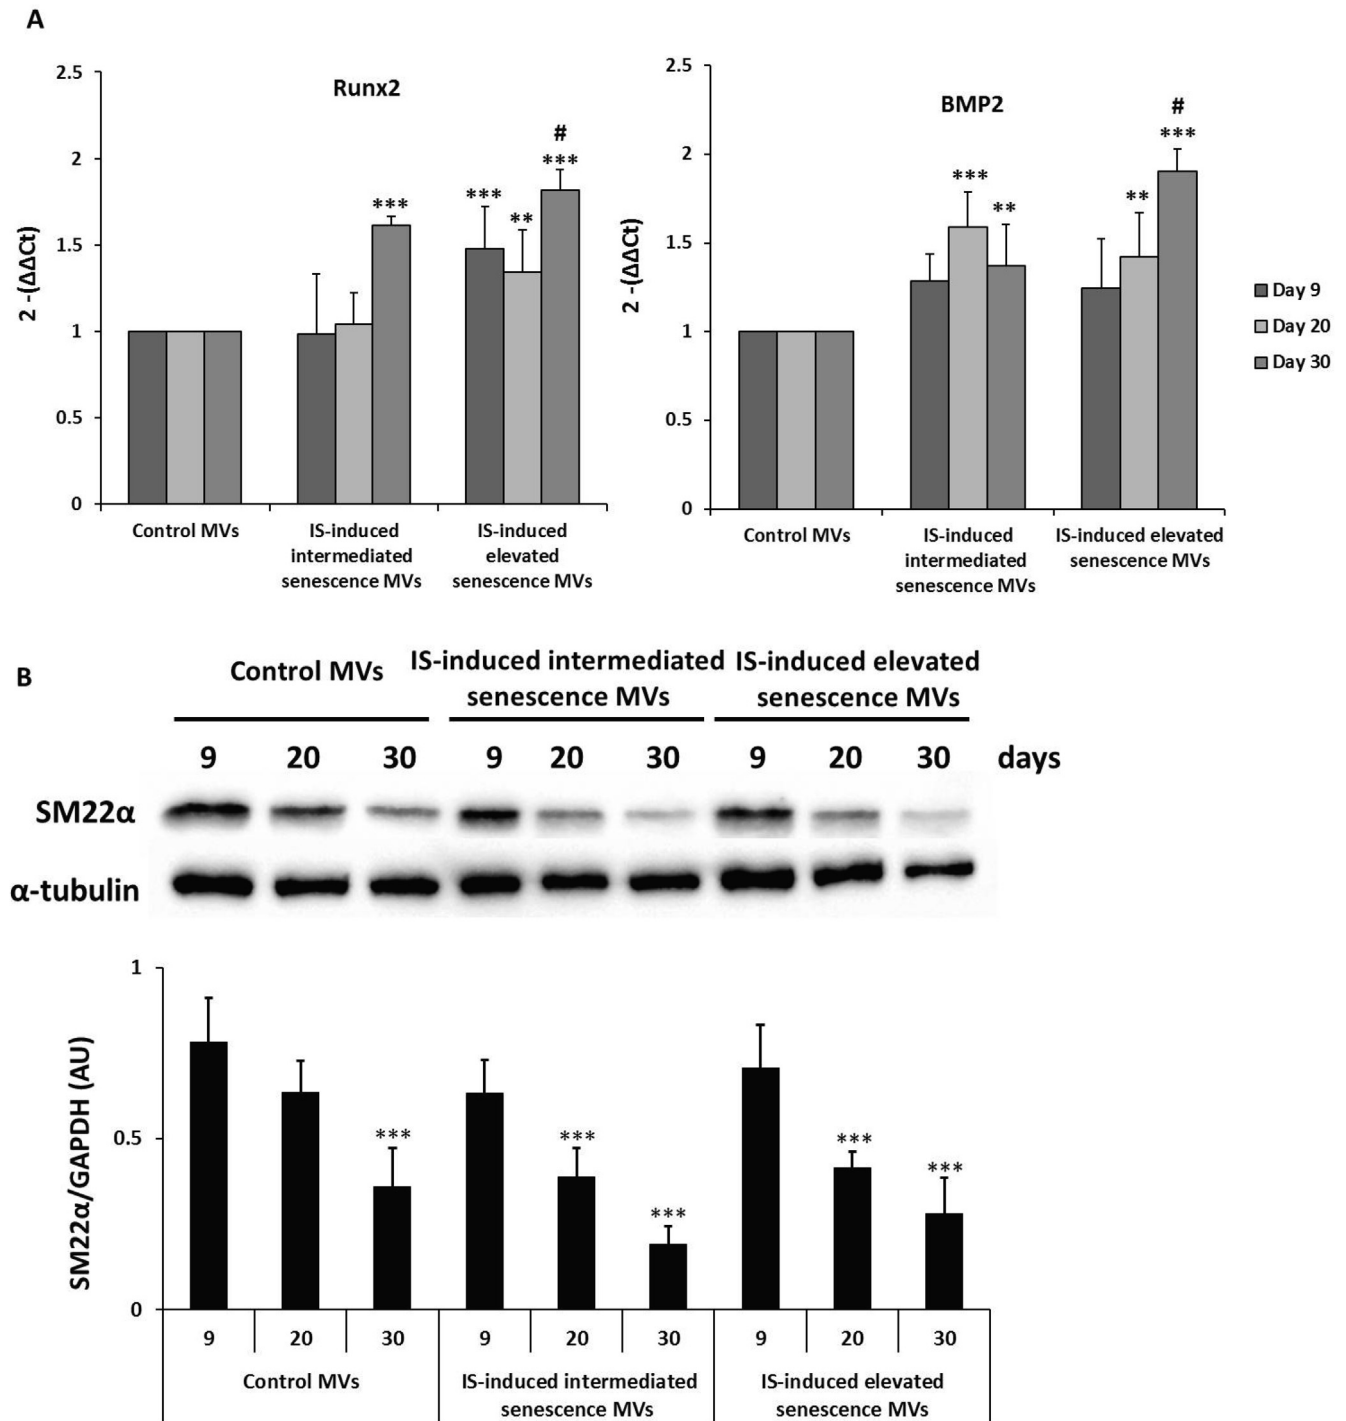 A
Runx2
2.5
2
1.5
1
0.5
0
2 -(ΔΔCt)
***
***
**
***
#
Control MVs
IS-induced
intermediated
senescence MVs
IS-induced
elevated
senescence MVs
BMP2
2.5
2
1.5
1
0.5
0
2 -(ΔΔCt)
***
**
**
***
#
Control MVs
IS-induced
intermediated
senescence MVs
IS-induced elevated
senescence MVs
Day 9
Day 20
Day 30
B
Control MVs
IS-induced intermediated
senescence MVs
IS-induced elevated
senescence MVs
9 20 30 9 20 30 9 20 30 days
SM22α
α-tubulin
SM22α/GAPDH (AU)
1
0.5
0
***
***
***
***
***
9 20 30 9 20 30 9 20 30
Control MVs
IS-induced intermediated
senescence MVs
IS-induced elevated
senescence MVs